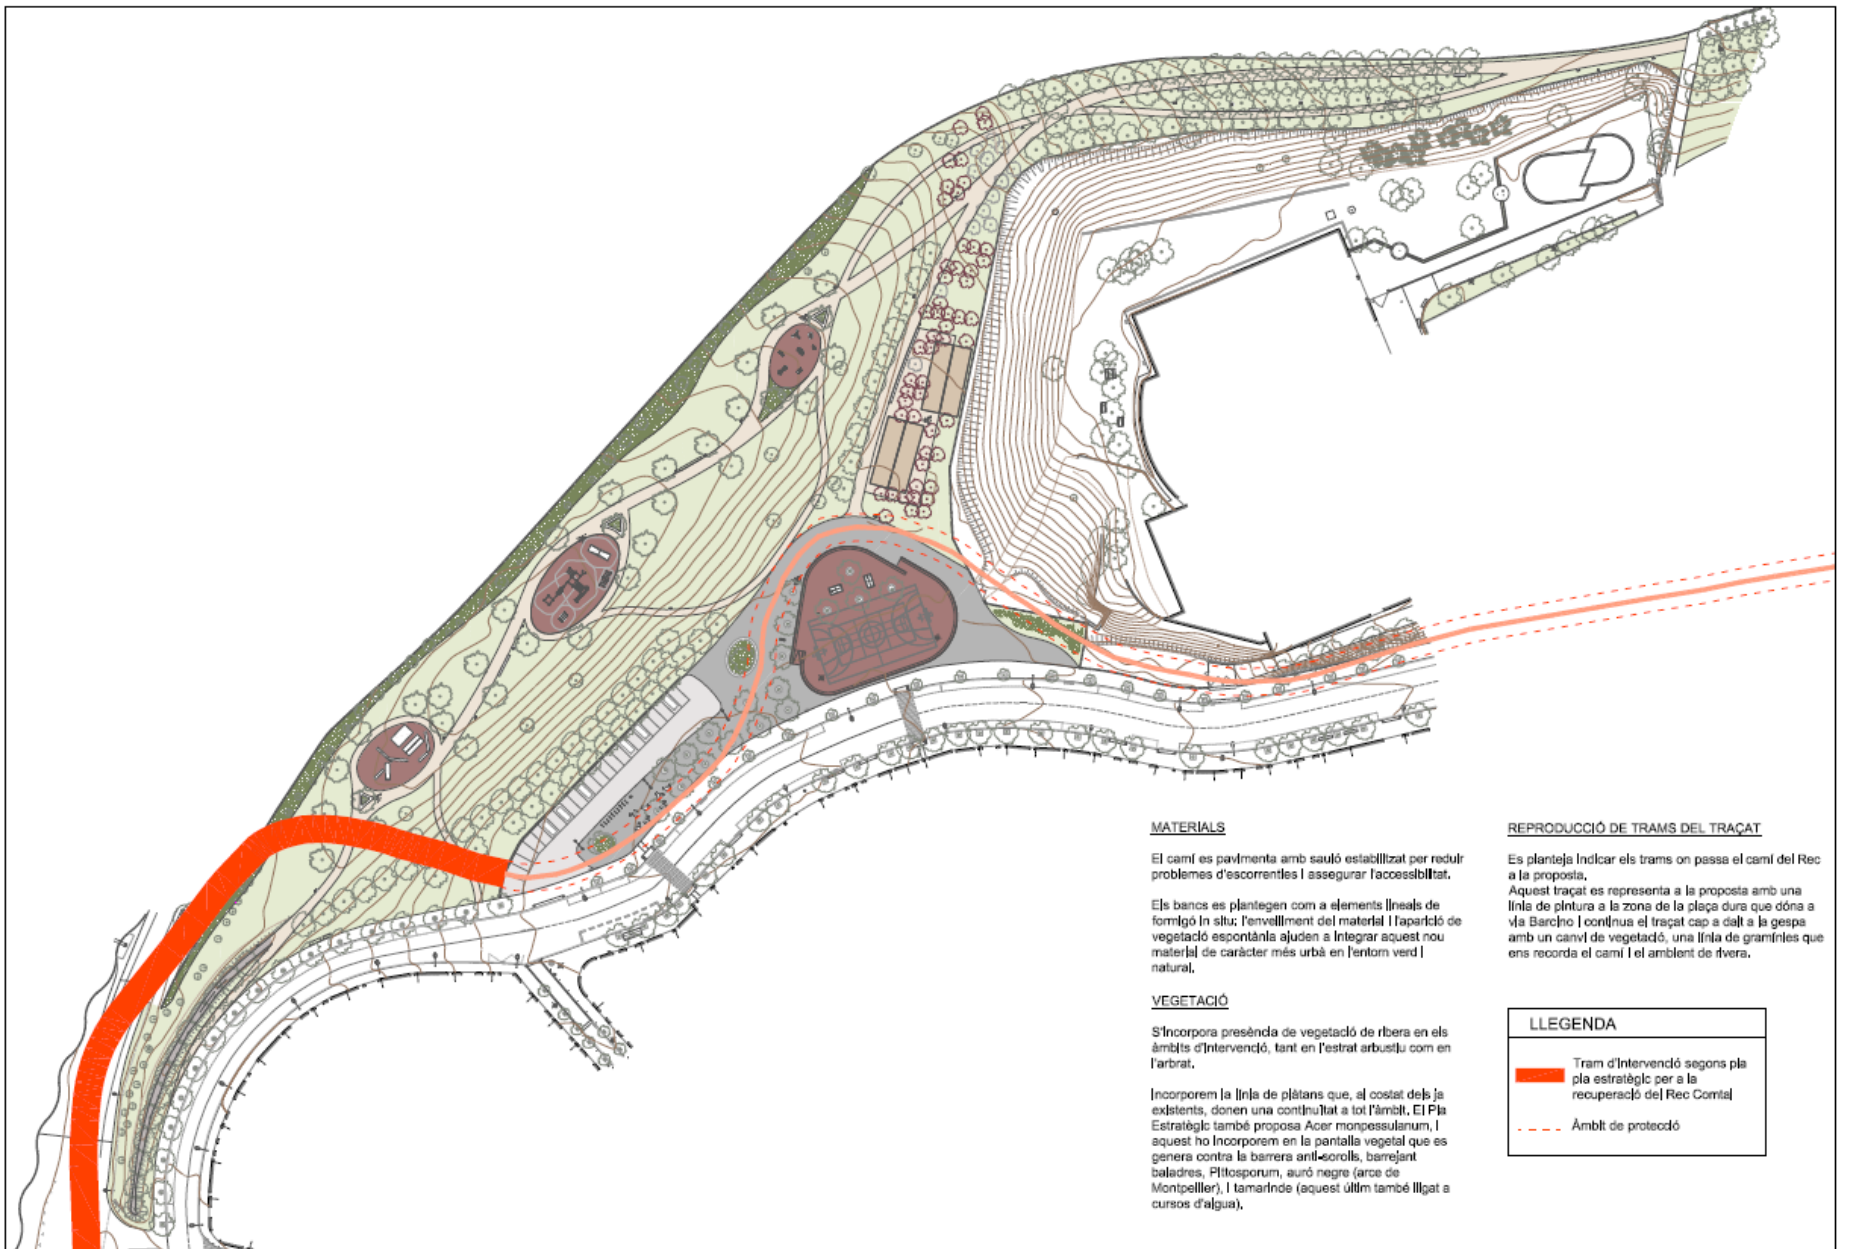 MATERIALS
El camí es pavimenta amb sauló establilitzat per reduir
problemes d'escorrenties i assegurar l'accessibilitat.
Els bancs es plantegen com a elements lineals de
formigó in situ; l'envelliment del material i l'aparició de
vegetació espontània ajuden a integrar aquest nou
material de caràcter més urbà en l'entorn verd i
natural.
VEGETACIÓ
S'incorpora presència de vegetació de ribera en els
àmbits d'intervenció, tant en l'estrat arbustiu com en
l'arbrat.
Incorporem la línia de plàtans que, al costat dels ja
existents, donen una continuïtat a tot l'àmbit. El Pla
Estratègic també proposa Acer monpessulanum, i
aquest ho incorporem en la pantalla vegetal que es
genera contra la barrera anti-sorolls, barrejant
baladres, Pittosporum, auró negre (arce de
Montpellier), i tamarinde (aquest últim també lligat a
cursos d'aigua).
REPRODUCCIÓ DE TRAMS DEL TRAÇAT
Es planteja indicar els trams on passa el camí del Rec
a la proposta.
Aquest traçat es representa a la proposta amb una
línia de pintura a la zona de la plaça dura que dóna a
via Barcino i continua el traçat cap a dalt a la gespa
amb un canvi de vegetació, una línia de gramínies que
ens recorda el camí i el ambient de rivera.
LLEGENDA
Tram d'intervenció segons pla
pla estratègic per a la
recuperació del Rec Comtal
Àmbit de protecció